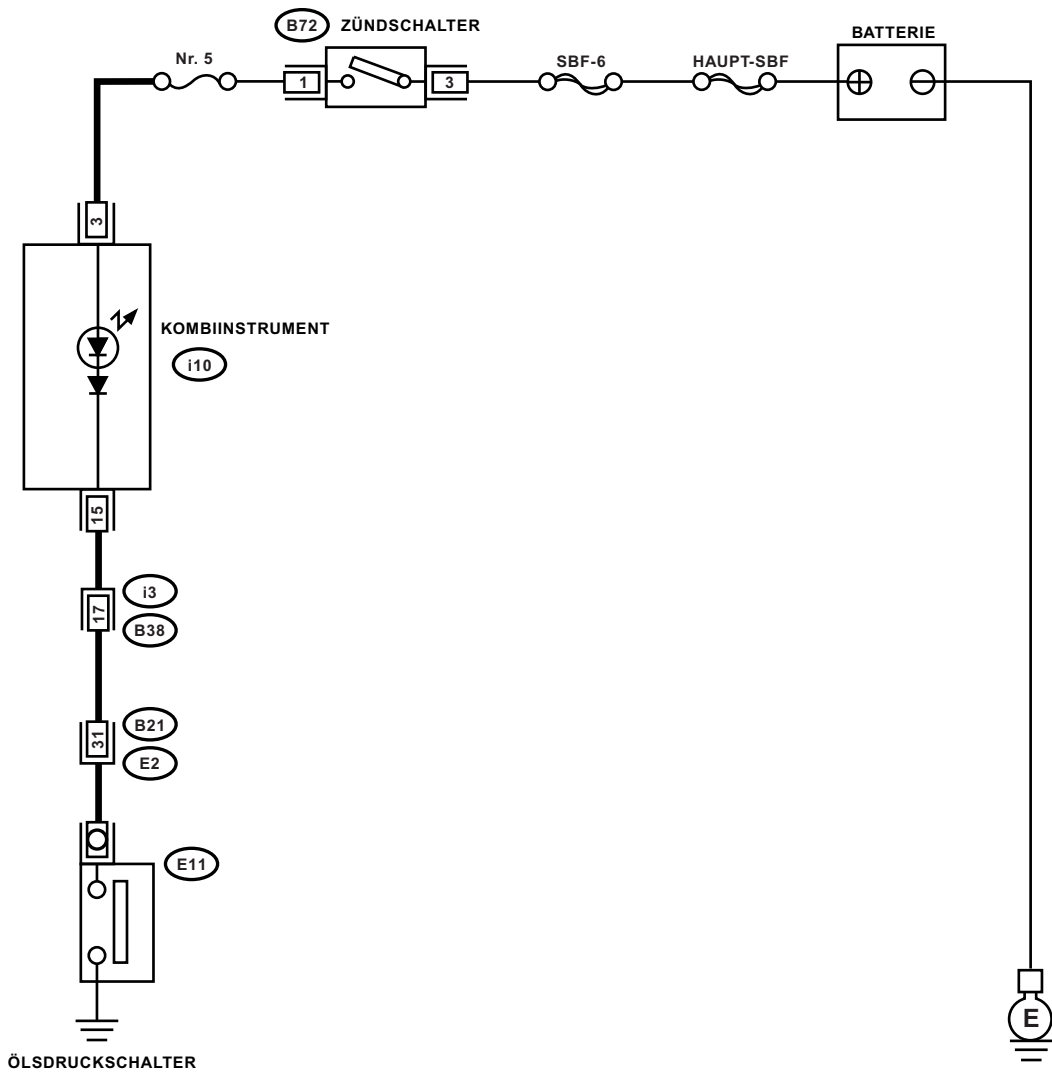 B72 ZÜNDSCHALTER
BATTERIE
Nr. 5
SBF-6
HAUPT-SBF
1
3
3
KOMBIINSTRUMENT
i10
15
i3
17
B38
B21
31
E2
E11
E
ÖLSDRUCKSCHALTER